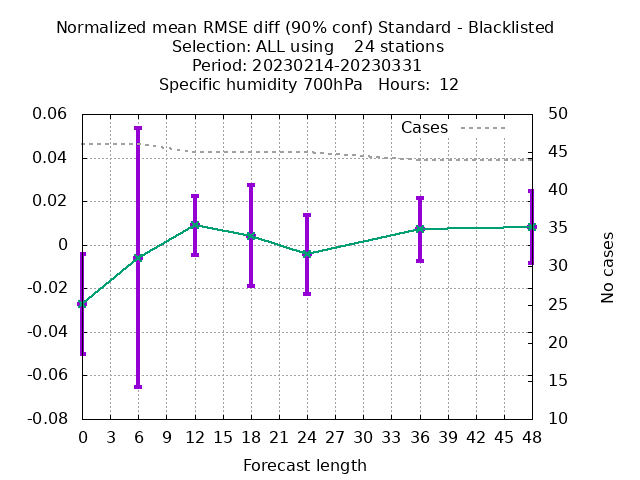 Normalized mean RMSE diff (90% conf) Standard - Blacklisted
Selection: ALL using 24 stations
Period: 20230214-20230331
Specific humidity 700hPa Hours: 12
0.06 50
Cases
0.04 45
0.02 40
35
0
30
-0.02 25
-0.04 20
-0.06 15
-0.08 10
No cases
0 3 6 9 12 15 18 21 24 27 30 33 36 39 42 45 48
Forecast length